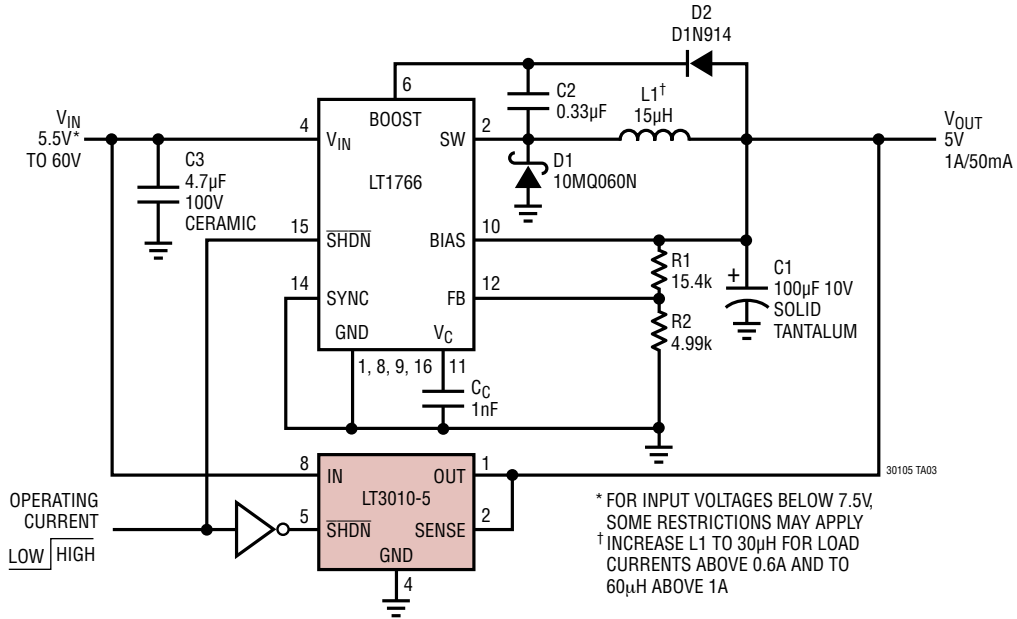 D2
D1N914
6
BOOST
C2
0.33µF
L1†
15µH
VIN
5.5V*
TO 60V
4
VIN
SW
2
VOUT
5V
1A/50mA
C3
4.7µF
100V
CERAMIC
LT1766
D1
10MQ060N
15
SHDN
BIAS
10
R1
15.4k
C1
+
100µF 10V
SOLID
TANTALUM
14
SYNC
FB
12
R2
4.99k
GND
VC
1, 8, 9, 16
11
CC
1nF
8
IN
OUT
1
30105 TA03
LT3010-5
OPERATING
CURRENT
LOW
HIGH
5
SHDN
SENSE
2
GND
4
* FOR INPUT VOLTAGES BELOW 7.5V,
SOME RESTRICTIONS MAY APPLY
† INCREASE L1 TO 30µH FOR LOAD
CURRENTS ABOVE 0.6A AND TO
60µH ABOVE 1A